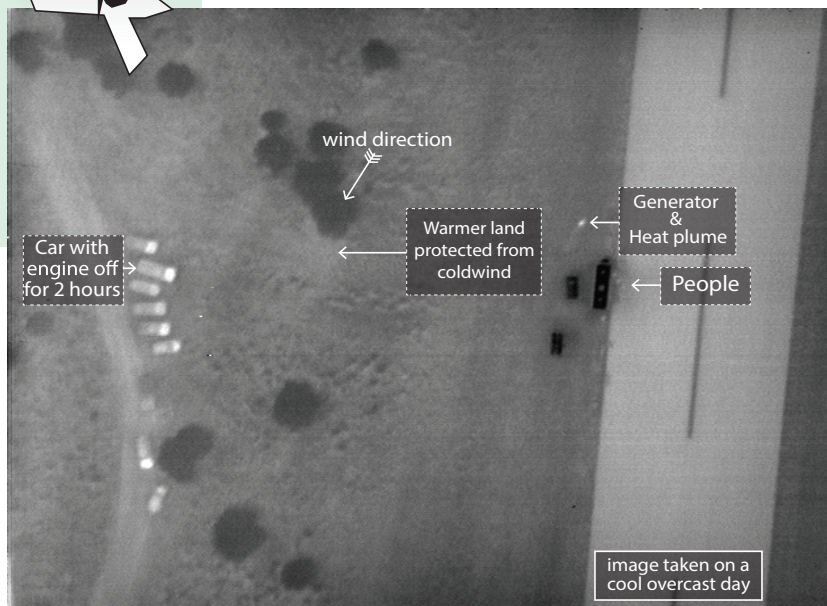 wind direction
Generator
&
Heat plume
Warmer land
protected from
coldwind
Car with
engine off
for 2 hours
People
image taken on a
cool overcast day